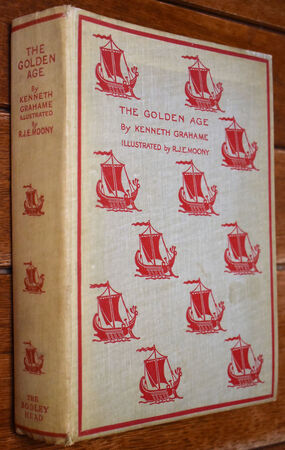 THE
GOLDEN
AGE
By
KENNETH
GRAHAME
ILLUSTRATED
by
R.J.E.MOONY
THE
BODLEY
HEAD
THE GOLDEN AGE
By KENNETH GRAHAME
ILLUSTRATED by R.J.E.MOONY